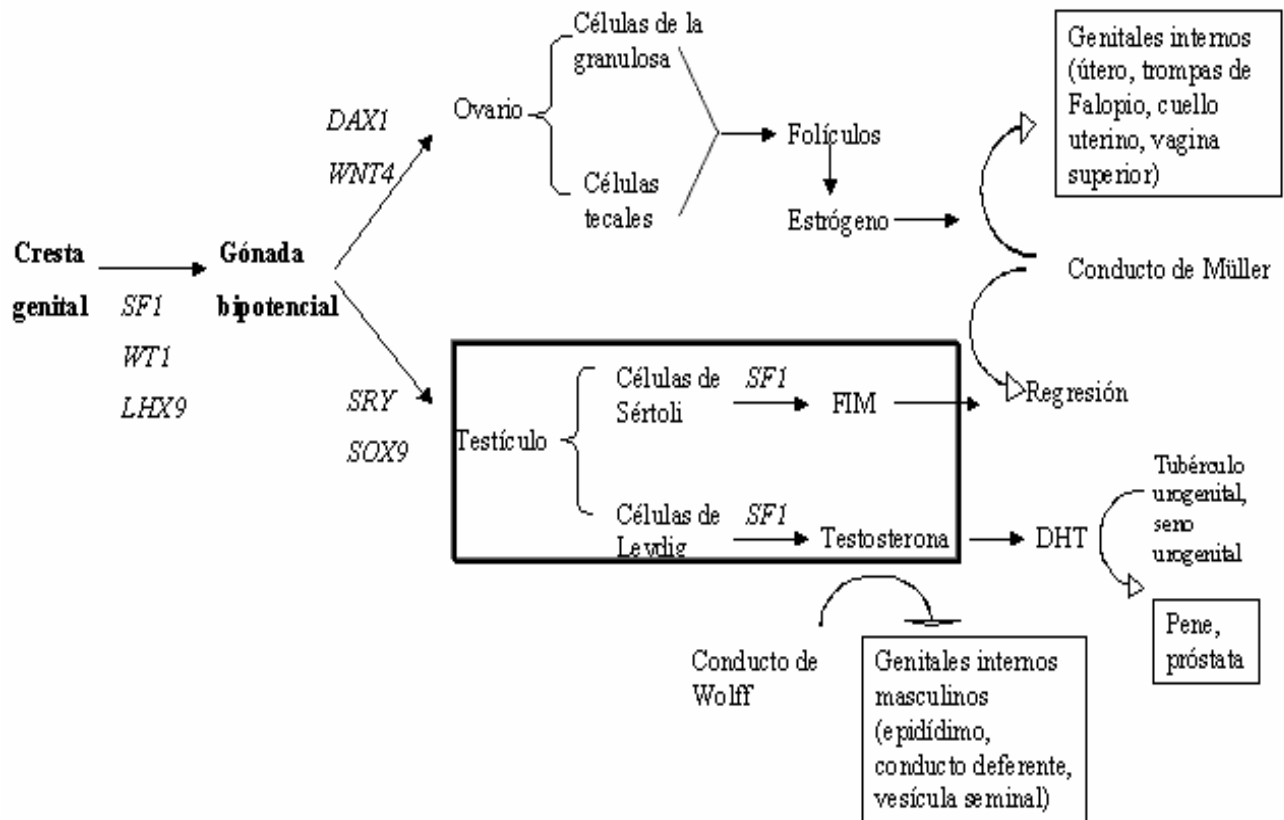 Células de la
granulosa
Ovario
Células
tecales
DAX1
WNT4
Folículos
Estrógeno
Genitales internos
(útero, trompas de
Falopio, cuello
uterino, vagina
superior)
Conducto de Müller
Cresta
genital
SF1
WT1
LHX9
Gónada
bipotencial
SRY
SOX9
Testículo
Células de
Sértoli
SF1
FIM
Regresión
Células de
Leydig
SF1
Testosterona
DHT
Tubérculo
urogenital,
seno
urogenital
Pene,
próstata
Conducto de
Wolff
Genitales internos
masculinos
(epidídimo,
conducto deferente,
vesícula seminal)